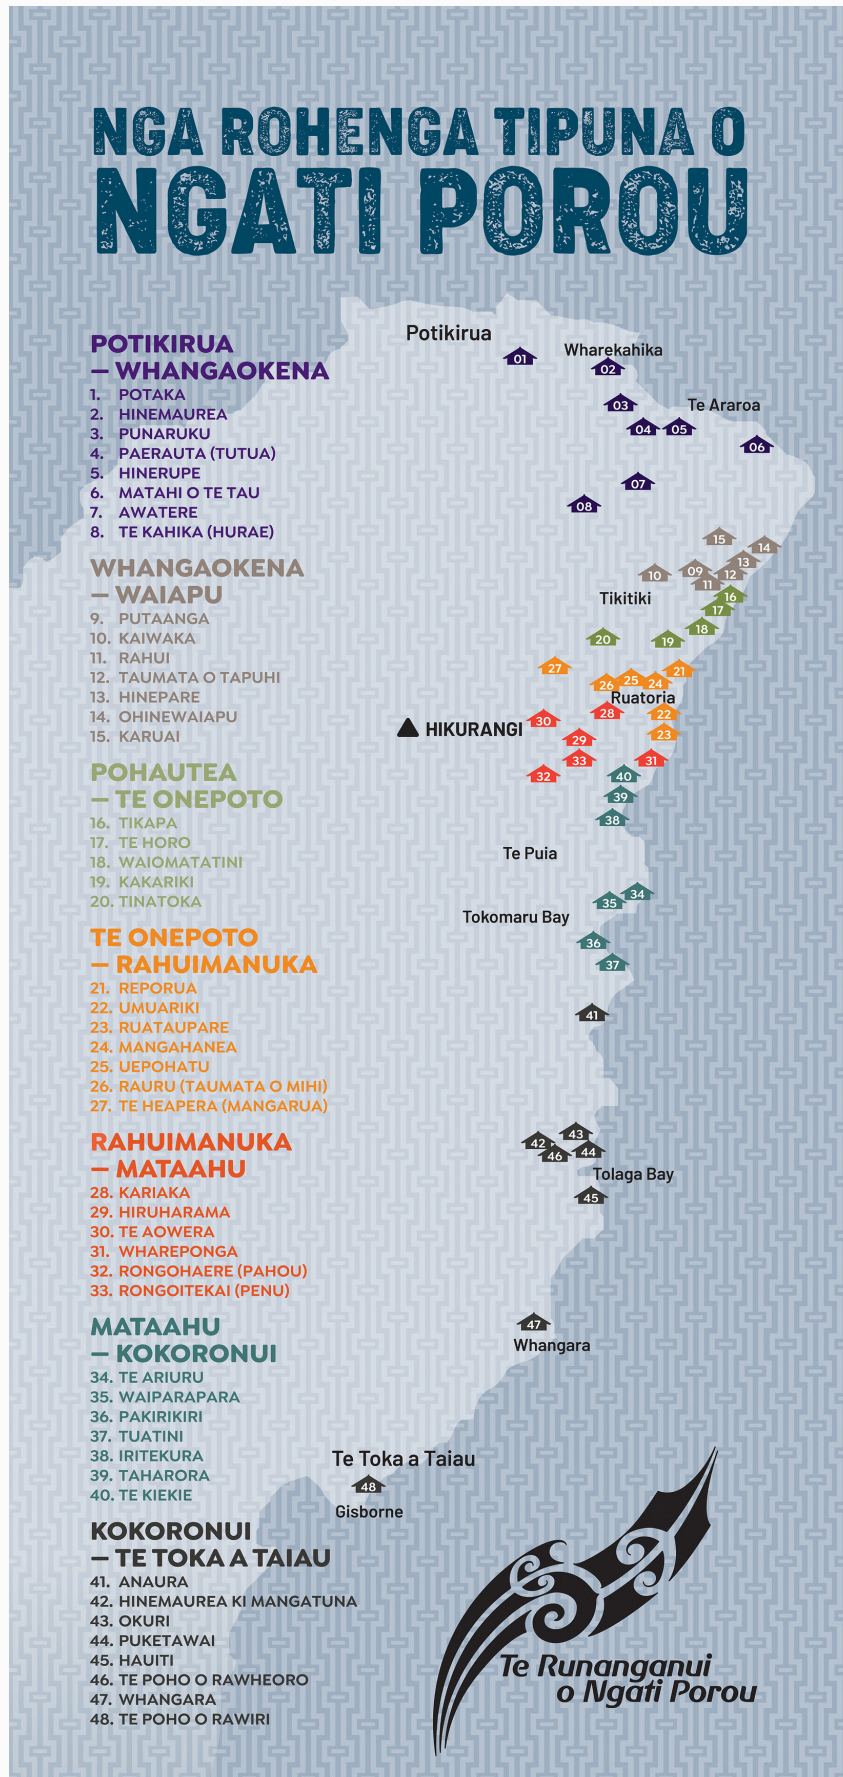 NGA ROHENGA TIPUNA O
NGATI POROU
POTIKIRUA
— WHANGAOKENA
1. POTAKA
2. HINEMAUREA
3. PUNARUKU
4. PAERAUTA (TUTUA)
5. HINERUPE
6. MATAHI O TE TAU
7. AWATERE
8. TE KAHIKA (HURAE)
WHANGAOKENA
— WAIAPU
9. PUTAANGA
10. KAIWAKA
11. RAHUI
12. TAUMATA O TAPUHI
13. HINEPARE
14. OHINEWAIAPU
15. KARUAI
POHAUTEA
— TE ONEPOTO
16. TIKAPA
17. TE HORO
18. WAIOMATATINI
19. KAKARIKI
20. TINATOKA
TE ONEPOTO
— RAHUIMANUKA
21. REPORUA
22. UMUARIKI
23. RUATAUPARE
24. MANGAHANEA
25. UEPOHATU
26. RAURU (TAUMATA O MIHI)
27. TE HEAPERA (MANGARUA)
RAHUIMANUKA
— MATAAHU
28. KARIAKA
29. HIRUHARAMA
30. TE AOWERA
31. WHAREPONGA
32. RONGOHAERE (PAHOU)
33. RONGOITEKAI (PENU)
MATAAHU
— KOKORONUI
34. TE ARIURU
35. WAIPARAPARA
36. PAKIRIKIRI
37. TUATINI
38. IRITEKURA
39. TAHARORA
40. TE KIEKIE
KOKORONUI
— TE TOKA A TAIAU
41. ANAURA
42. HINEMAUREA KI MANGATUNA
43. OKURI
44. PUKETAWAI
45. HAUITI
46. TE POHO O RAWHEORO
47. WHANGARA
48. TE POHO O RAWIRI
Potikirua
01
Wharekahika
02
03
Te Araroa
04
05
06
07
08
15
14
13
09
12
10
11
16
Tikitiki
17
18
20
19
27
21
25
24
26
Ruatoria
28
22
30
HIKURANGI
23
29
33
31
32
40
39
38
Te Puia
34
35
Tokomaru Bay
36
37
41
43
42
44
46
Tolaga Bay
45
47
Whangara
Te Toka a Taiau
48
Gisborne
Te Runanganui
o Ngati Porou